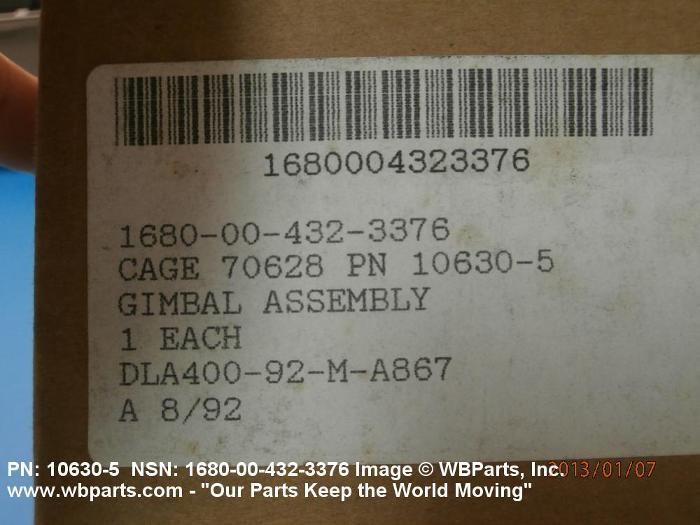 1680004323376
1680-00-432-3376
CAGE 70628 PN 10630-5
GIMBAL ASSEMBLY
1 EACH
DLA400-92-M-A867
A 8/92
PN: 10630-5 NSN: 1680-00-432-3376 Image © WBParts, Inc. 2013/01/07
www.wbparts.com - "Our Parts Keep the World Moving"